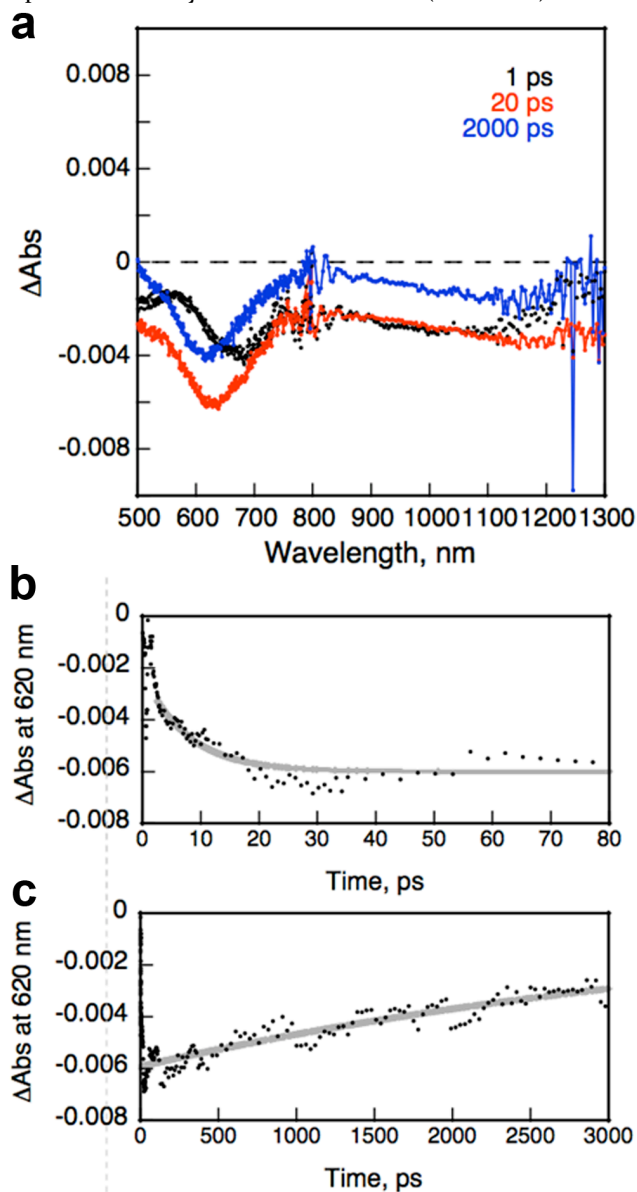 a
0.008
0.004
0
-0.004
-0.008
ΔAbs
1 ps
20 ps
2000 ps
500 600 700 800 900 1000 1100 1200 1300
Wavelength, nm
b
0
-0.002
-0.004
-0.006
-0.008
ΔAbs at 620 nm
0 10 20 30 40 50 60 70 80
Time, ps
c
0
-0.002
-0.004
-0.006
-0.008
ΔAbs at 620 nm
0 500 1000 1500 2000 2500 3000
Time, ps